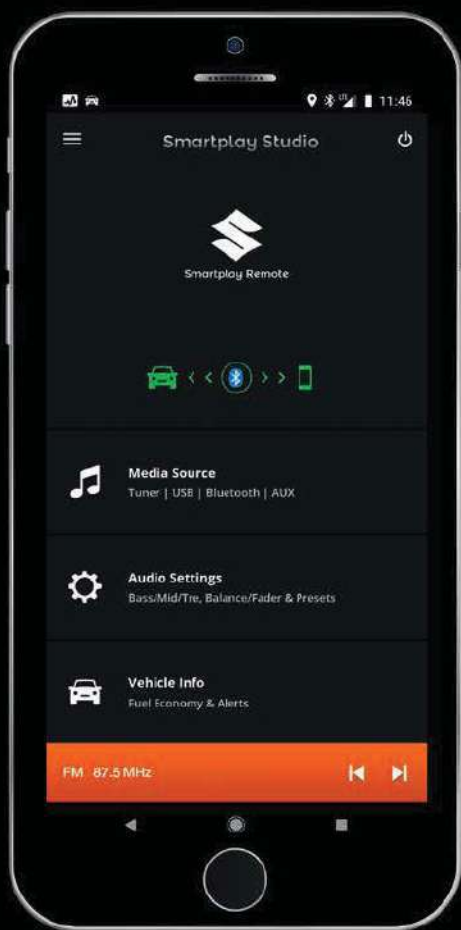 LTE 11:46
Smartplay Studio
Smartplay Remote
Media Source
Tuner | USB | Bluetooth | AUX
Audio Settings
Bass/Mid/Tre, Balance/Fader & Presets
Vehicle Info
Fuel Economy & Alerts
FM 87.5 MHz